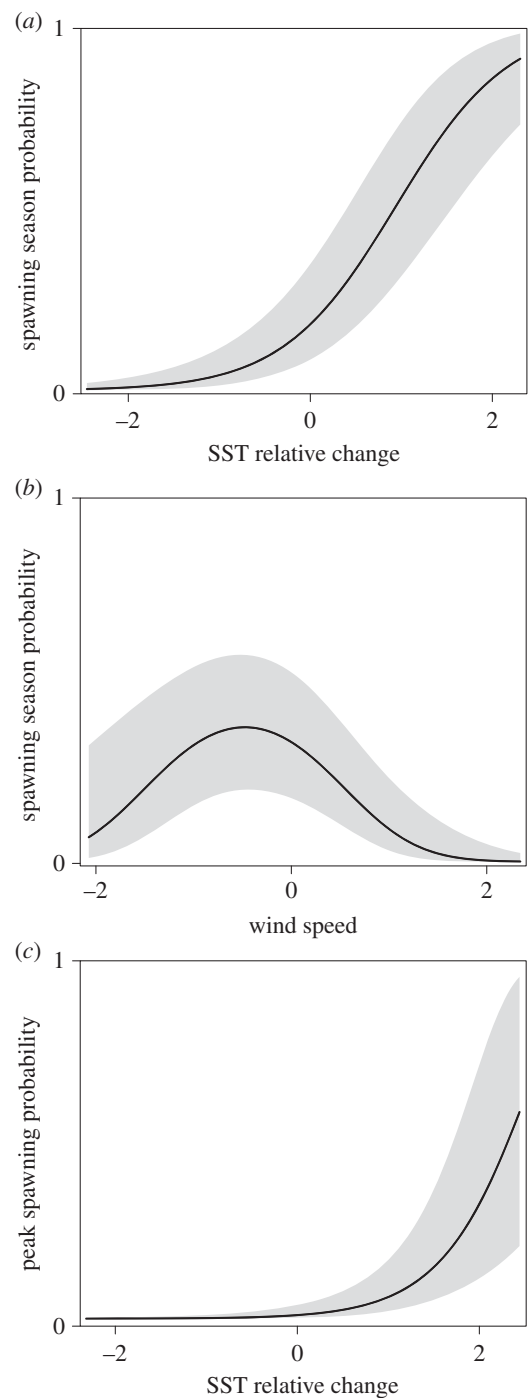 (a)
1
spawning season probability
0
–2 0 2
SST relative change
(b)
1
spawning season probability
0
–2 0 2
wind speed
(c)
1
peak spawning probability
0
–2 0 2
SST relative change